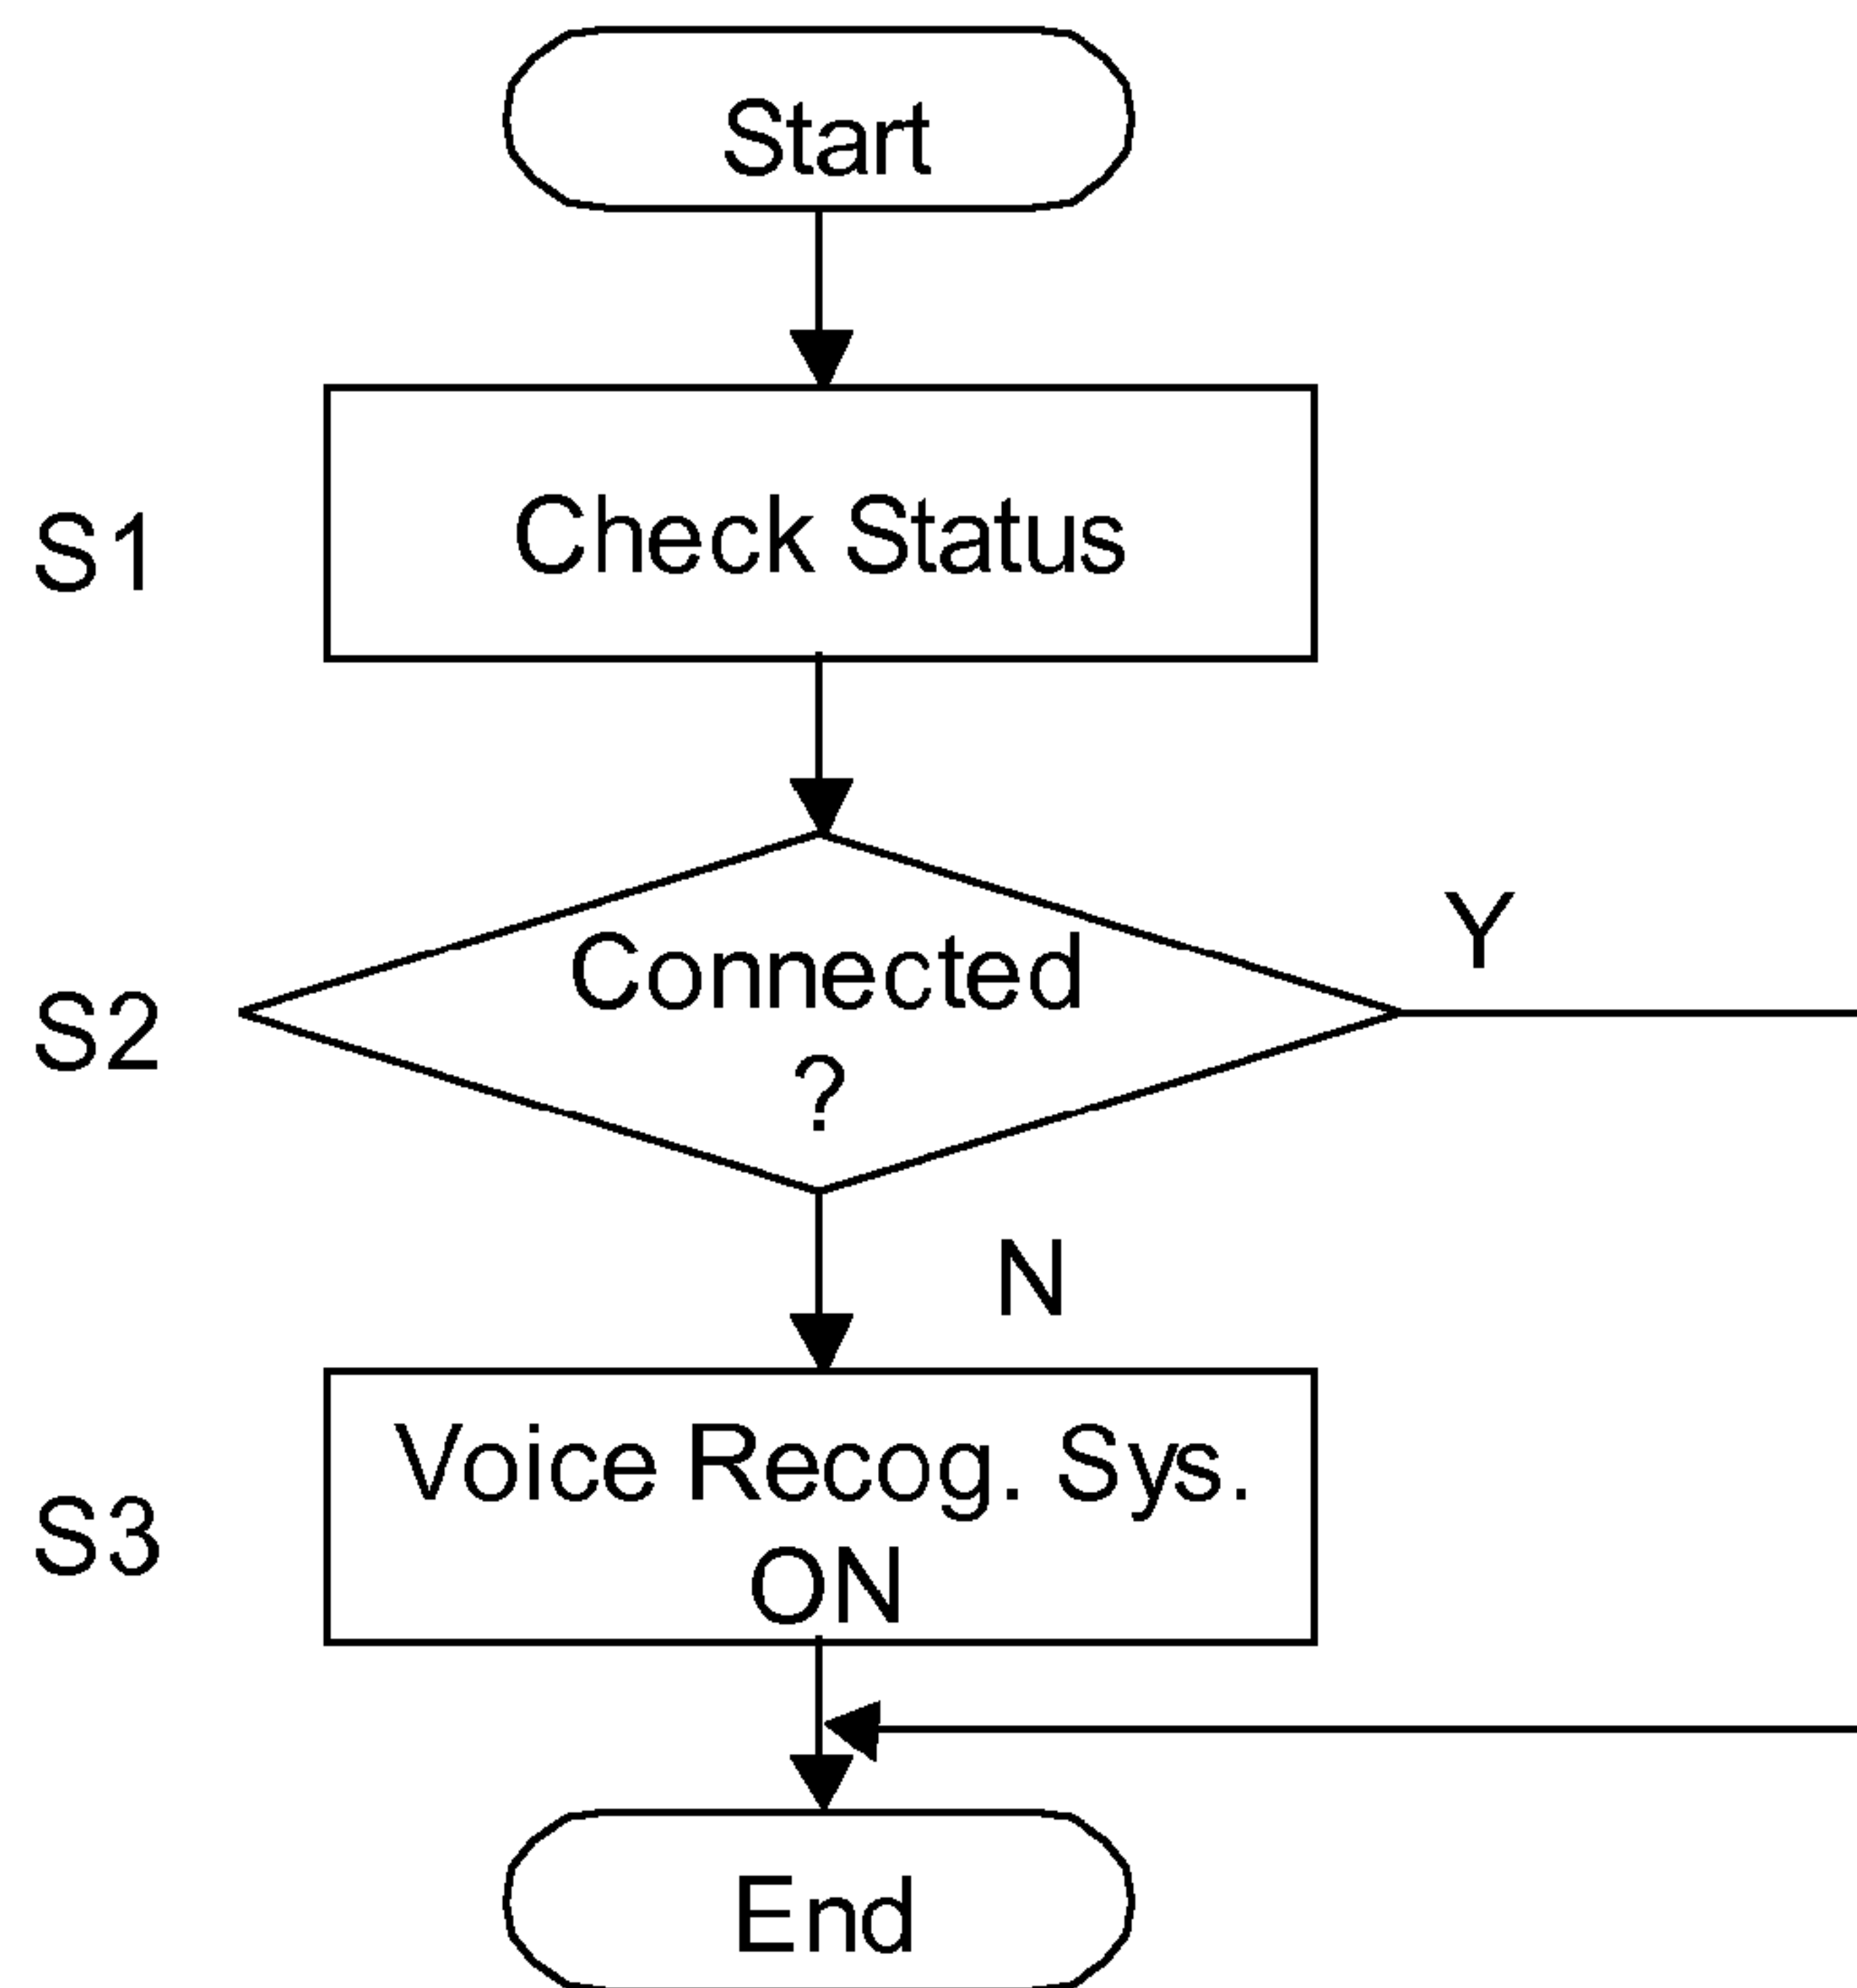 Start
S1
Check Status
S2
Connected
?
Y
N
S3
Voice Recog. Sys.
ON
End